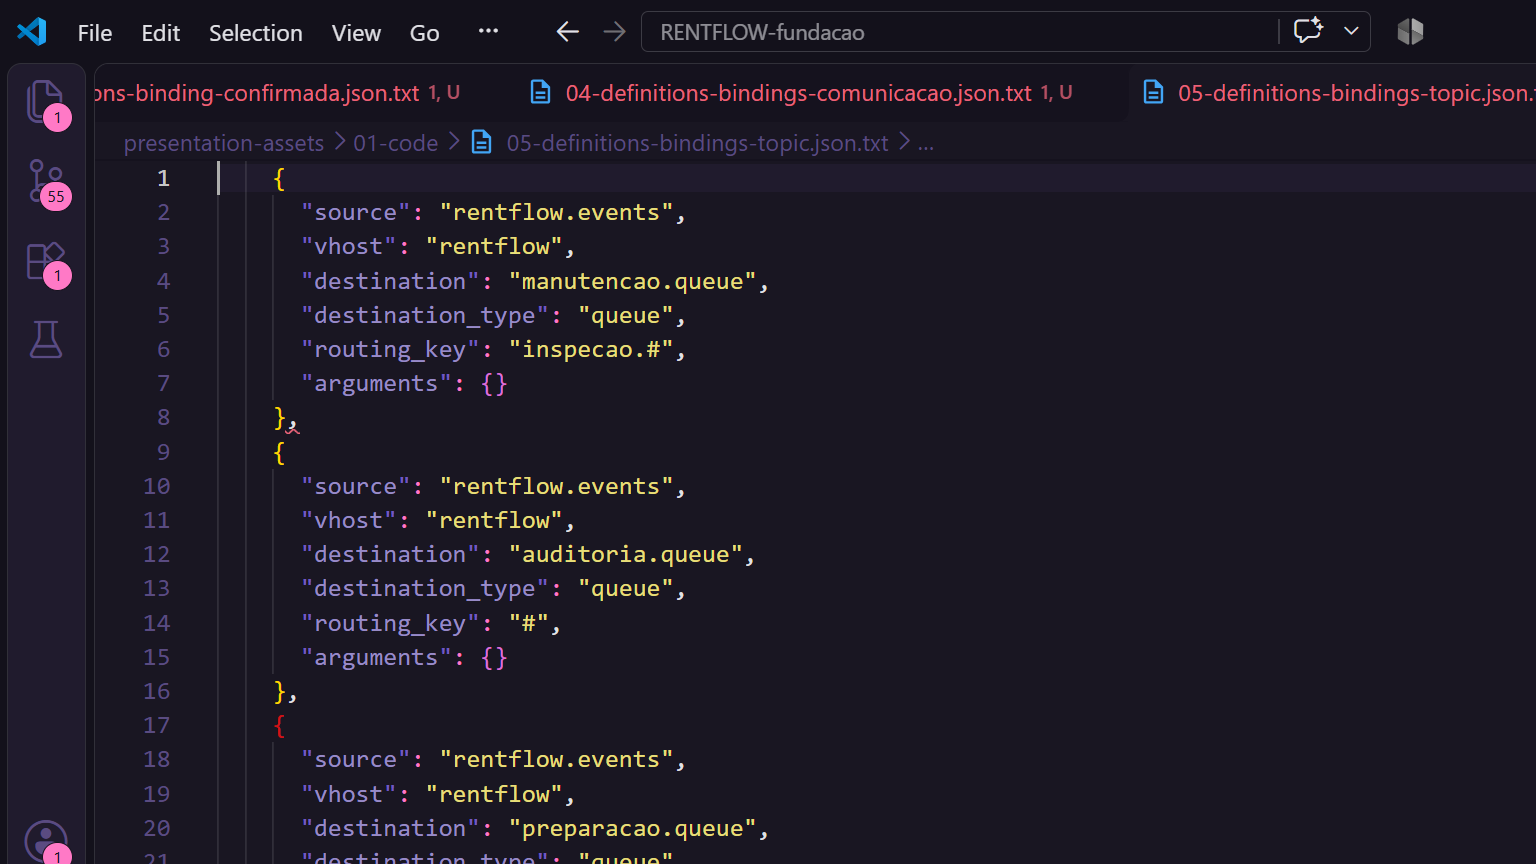 File Edit Selection View Go ··· RENTFLOW-fundacao
ons-binding-confirmada.json.txt 1, U 04-definitions-bindings-comunicacao.json.txt 1, U 05-definitions-bindings-topic.json.
presentation-assets > 01-code > 05-definitions-bindings-topic.json.txt > ...
1
55
1
1
1 {
2 "source": "rentflow.events",
3 "vhost": "rentflow",
4 "destination": "manutencao.queue",
5 "destination_type": "queue",
6 "routing_key": "inspecao.#",
7 "arguments": {}
8 },
9 {
10 "source": "rentflow.events",
11 "vhost": "rentflow",
12 "destination": "auditoria.queue",
13 "destination_type": "queue",
14 "routing_key": "#",
15 "arguments": {}
16 },
17 {
18 "source": "rentflow.events",
19 "vhost": "rentflow",
20 "destination": "preparacao.queue",
21 "destination_type": "queue"